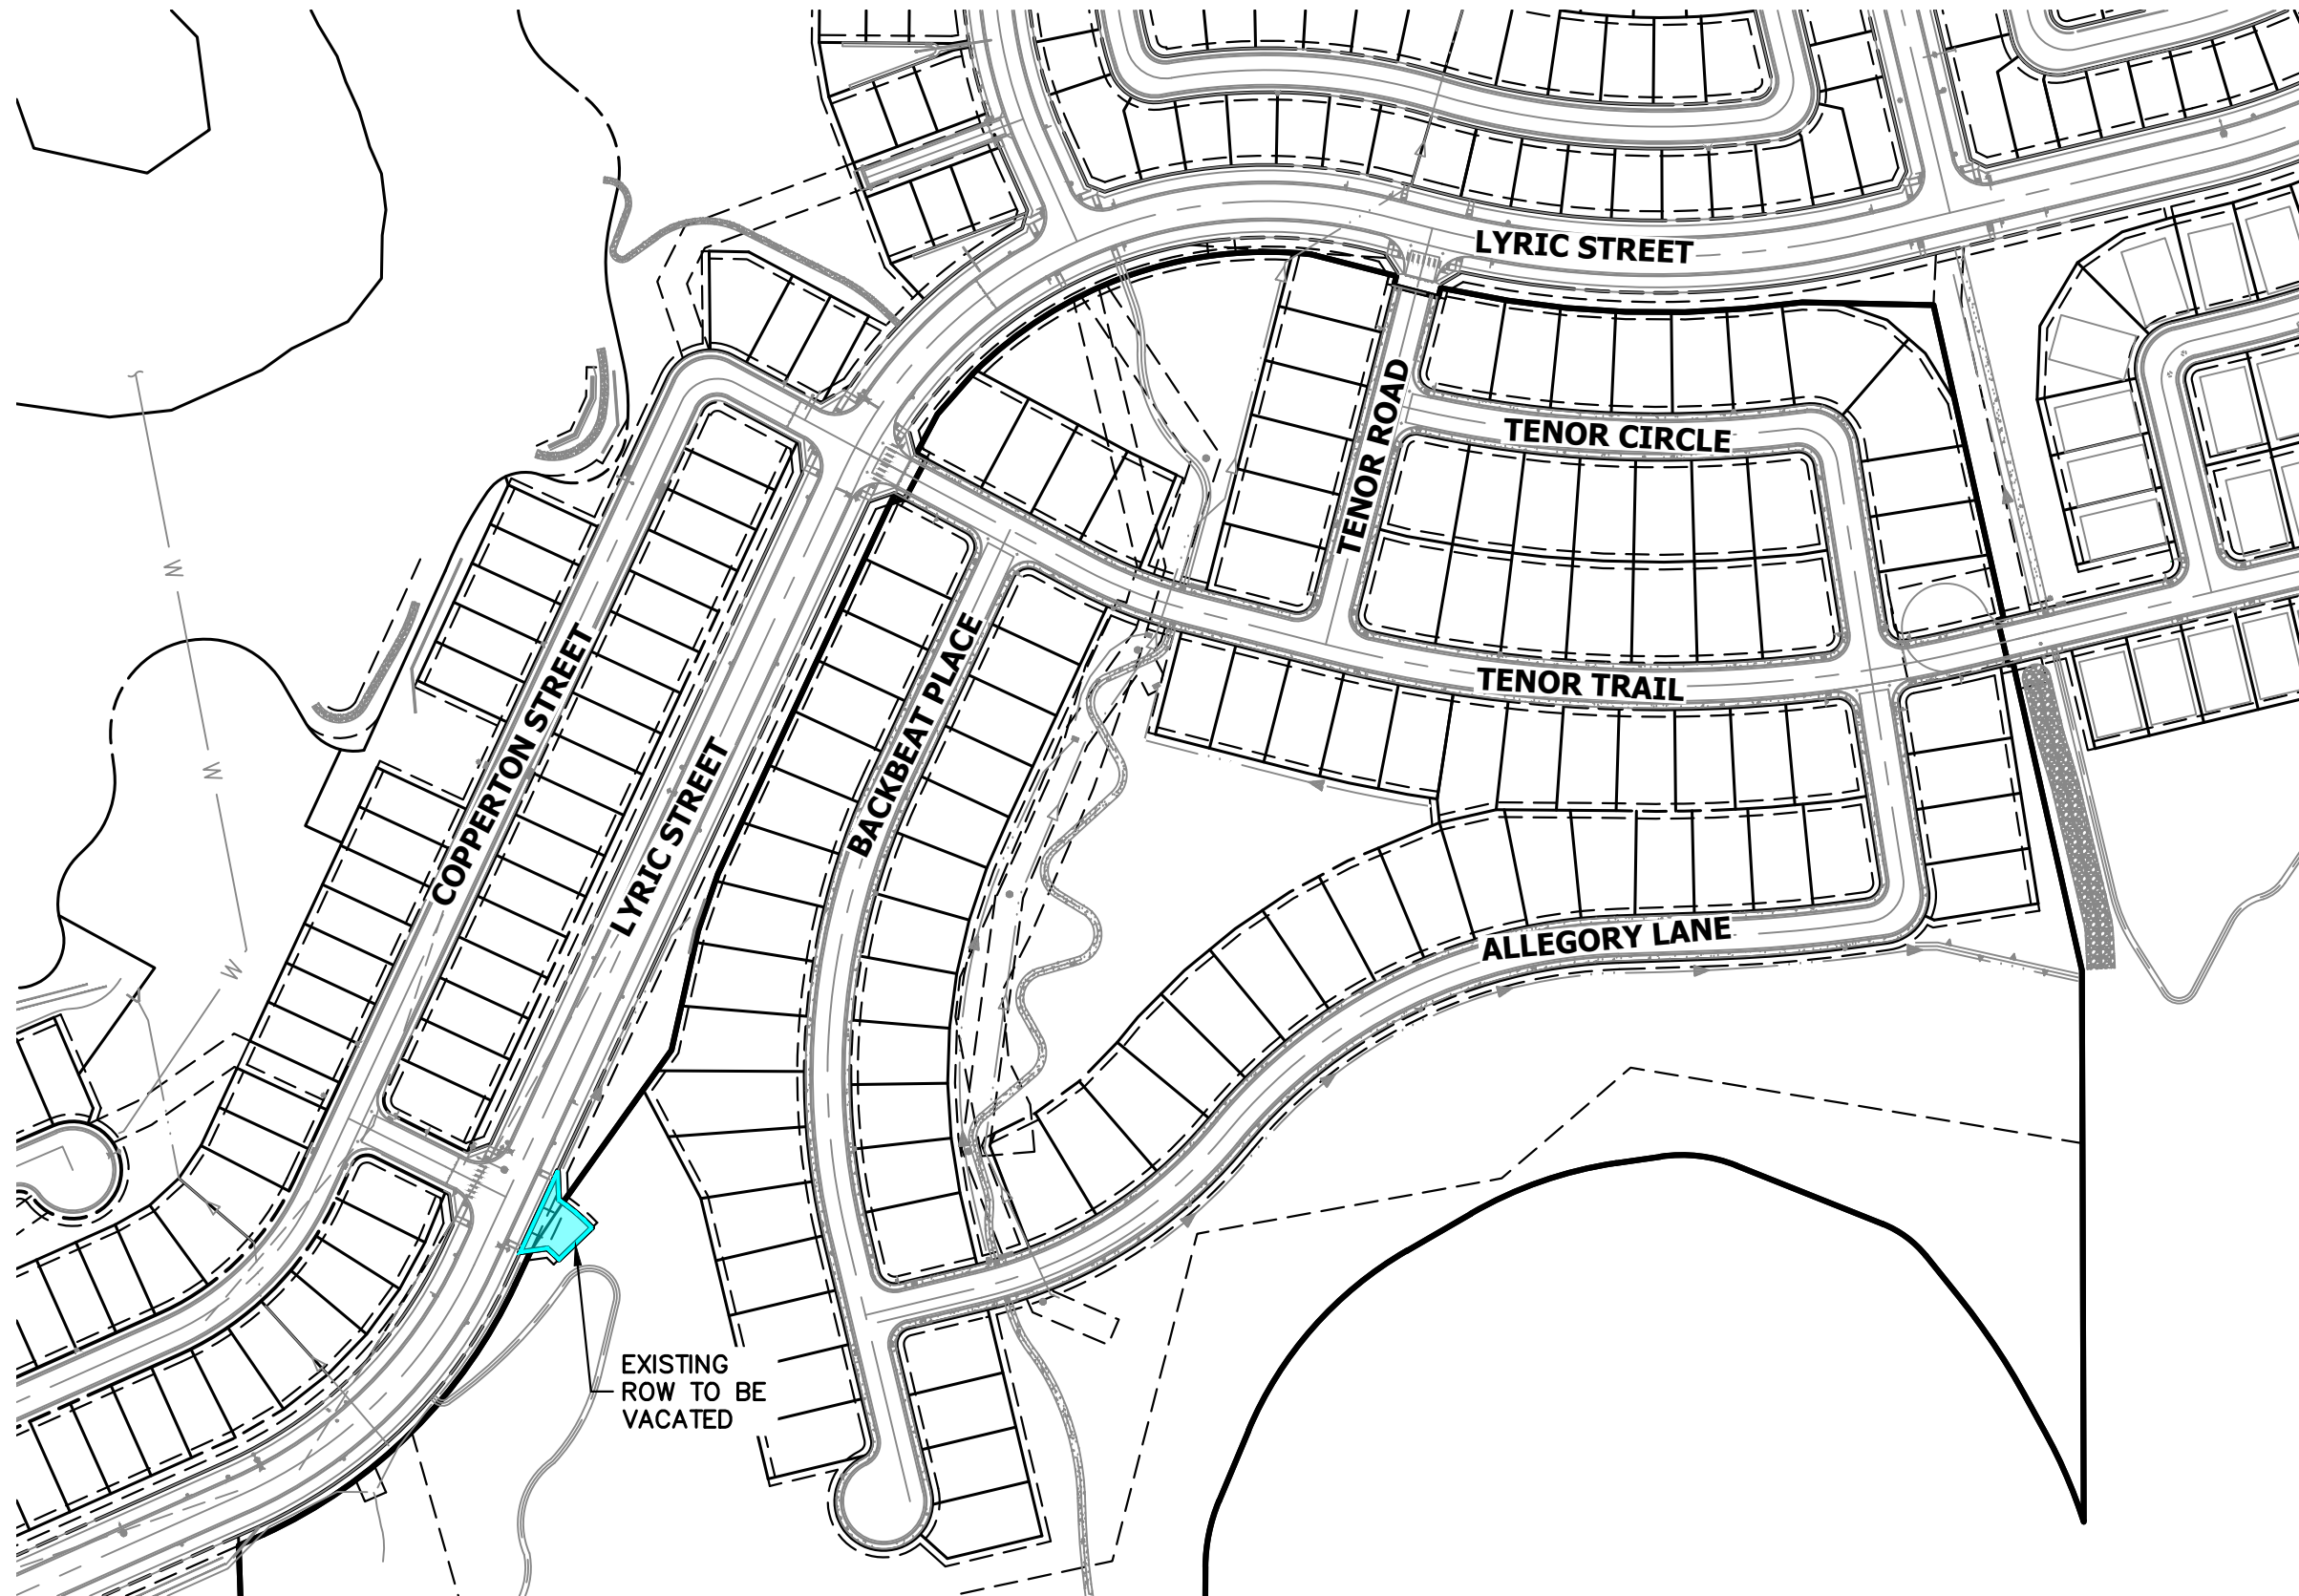 LYRIC STREET
TENOR ROAD
TENOR CIRCLE
TENOR TRAIL
BACKBEAT PLACE
COPPERTON STREET
LYRIC STREET
ALLEGORY LANE
W
W
W
EXISTING
ROW TO BE
VACATED